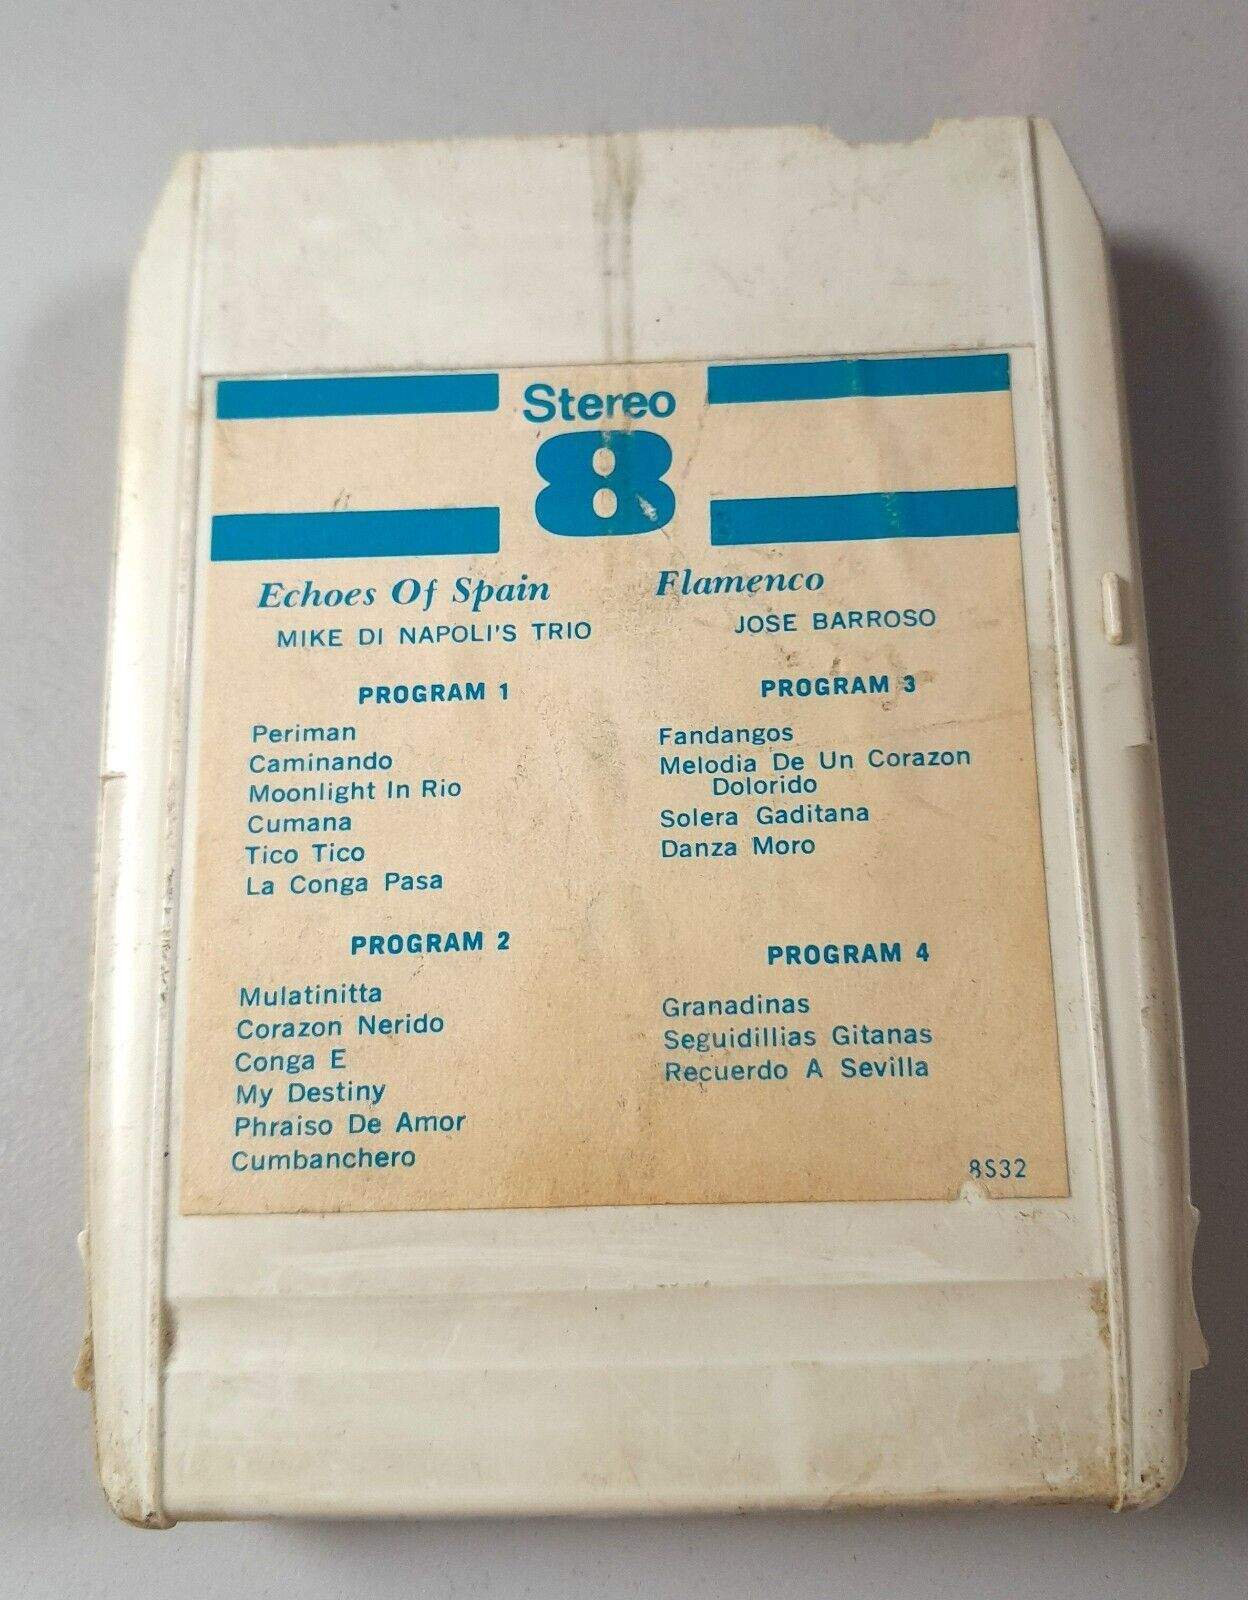 Stereo
8
Echoes Of Spain
MIKE DI NAPOLI'S TRIO
PROGRAM 1
Periman
Caminando
Moonlight In Rio
Cumana
Tico Tico
La Conga Pasa
PROGRAM 2
Mulatinitta
Corazon Nerido
Conga E
My Destiny
Phraiso De Amor
Cumbanchero
Flamenco
JOSE BARROSO
PROGRAM 3
Fandangos
Melodia De Un Corazon
Dolorido
Solera Gaditana
Danza Moro
PROGRAM 4
Granadinas
Seguidillias Gitanas
Recuerdo A Sevilla
8S32